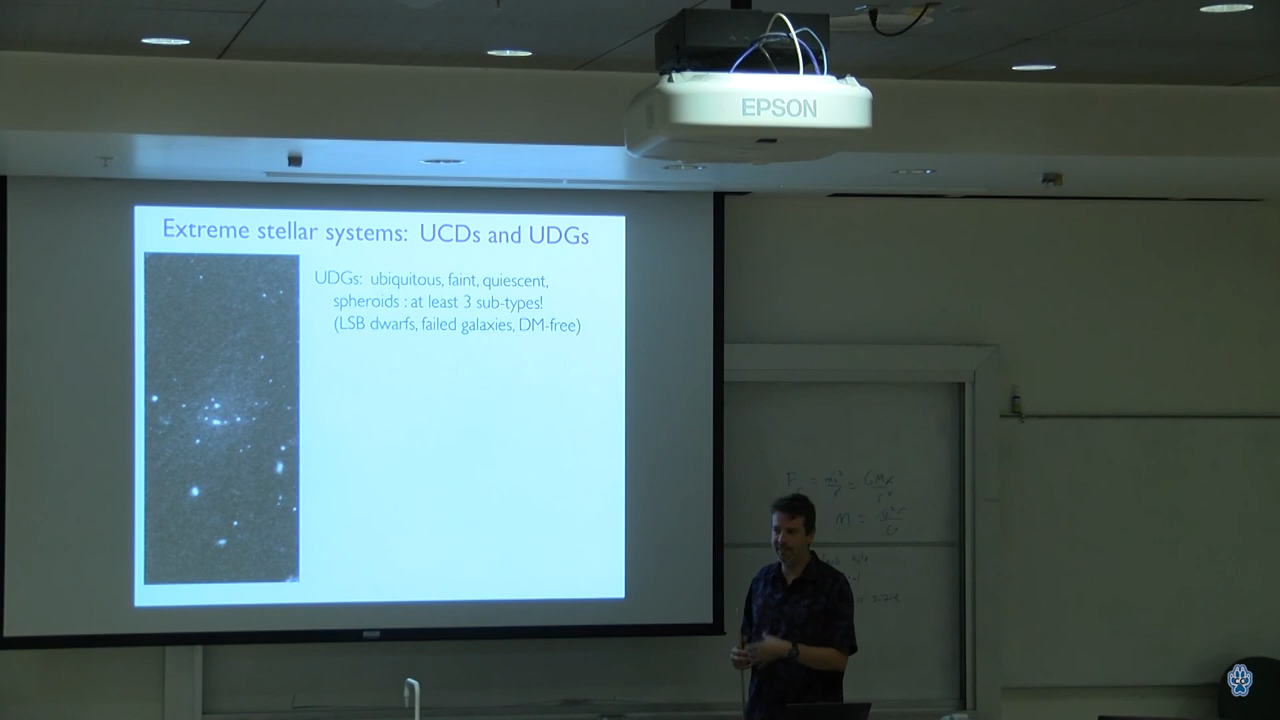 EPSON
Extreme stellar systems: UCDs and UDGs
UDGs: ubiquitous, faint, quiescent,
spheroids : at least 3 sub-types!
(LSB dwarfs, failed galaxies, DM-free)